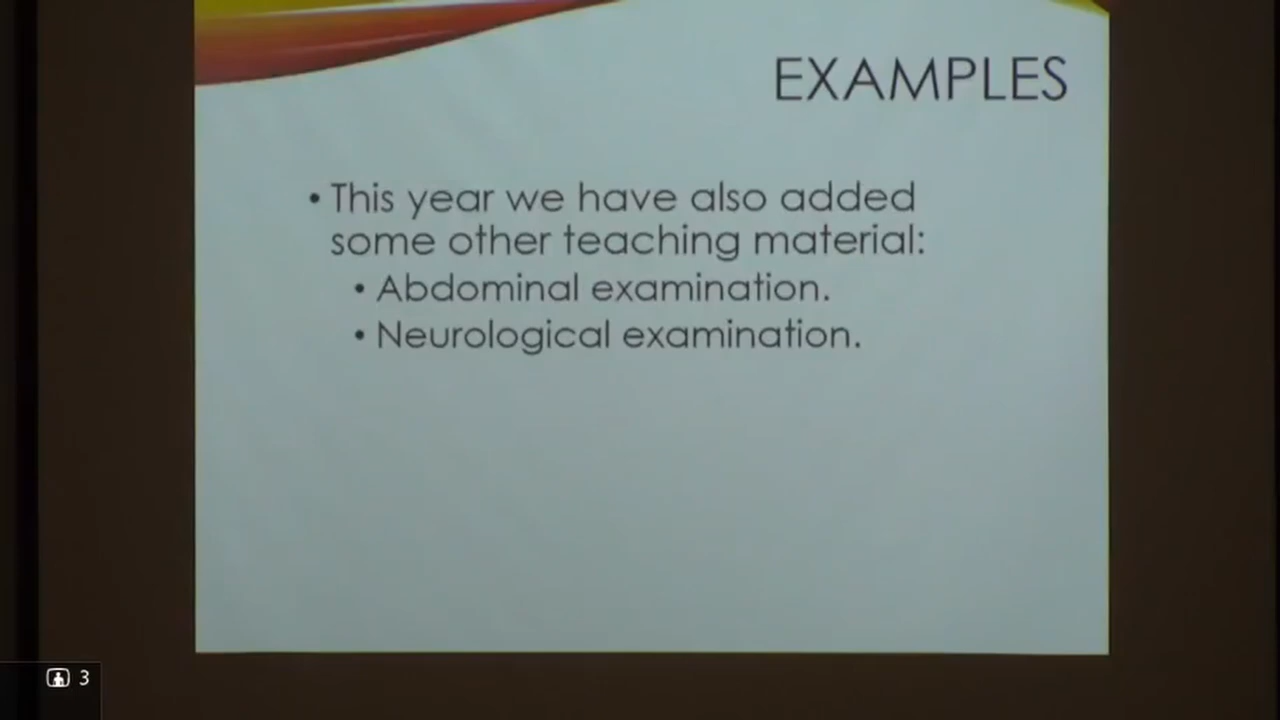 EXAMPLES
• This year we have also added
some other teaching material:
• Abdominal examination.
• Neurological examination.
3